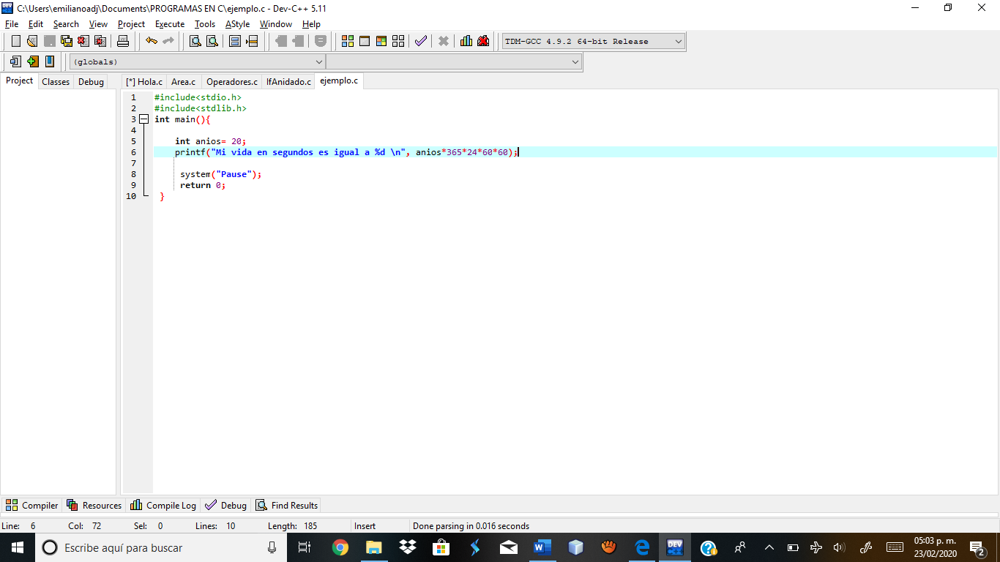 C:\Users\emilianoadj\Documents\PROGRAMAS EN C\ejemplo.c - Dev-C++ 5.11
File Edit Search View Project Execute Tools AStyle Window Help
TDM-GCC 4.9.2 64-bit Release
(globals)
Project Classes Debug [*] Hola.c Area.c Operadores.c IfAnidado.c ejemplo.c
1 #include<stdio.h>
2 #include<stdlib.h>
3 int main(){
4
5 int anios= 20;
6 printf("Mi vida en segundos es igual a %d \n", anios*365*24*60*60);
7
8 system("Pause");
9 return 0;
10 }
Compiler Resources Compile Log Debug Find Results
Line: 6 Col: 72 Sel: 0 Lines: 10 Length: 185 Insert Done parsing in 0.016 seconds
Escribe aquí para buscar
05:03 p. m.
23/02/2020
2